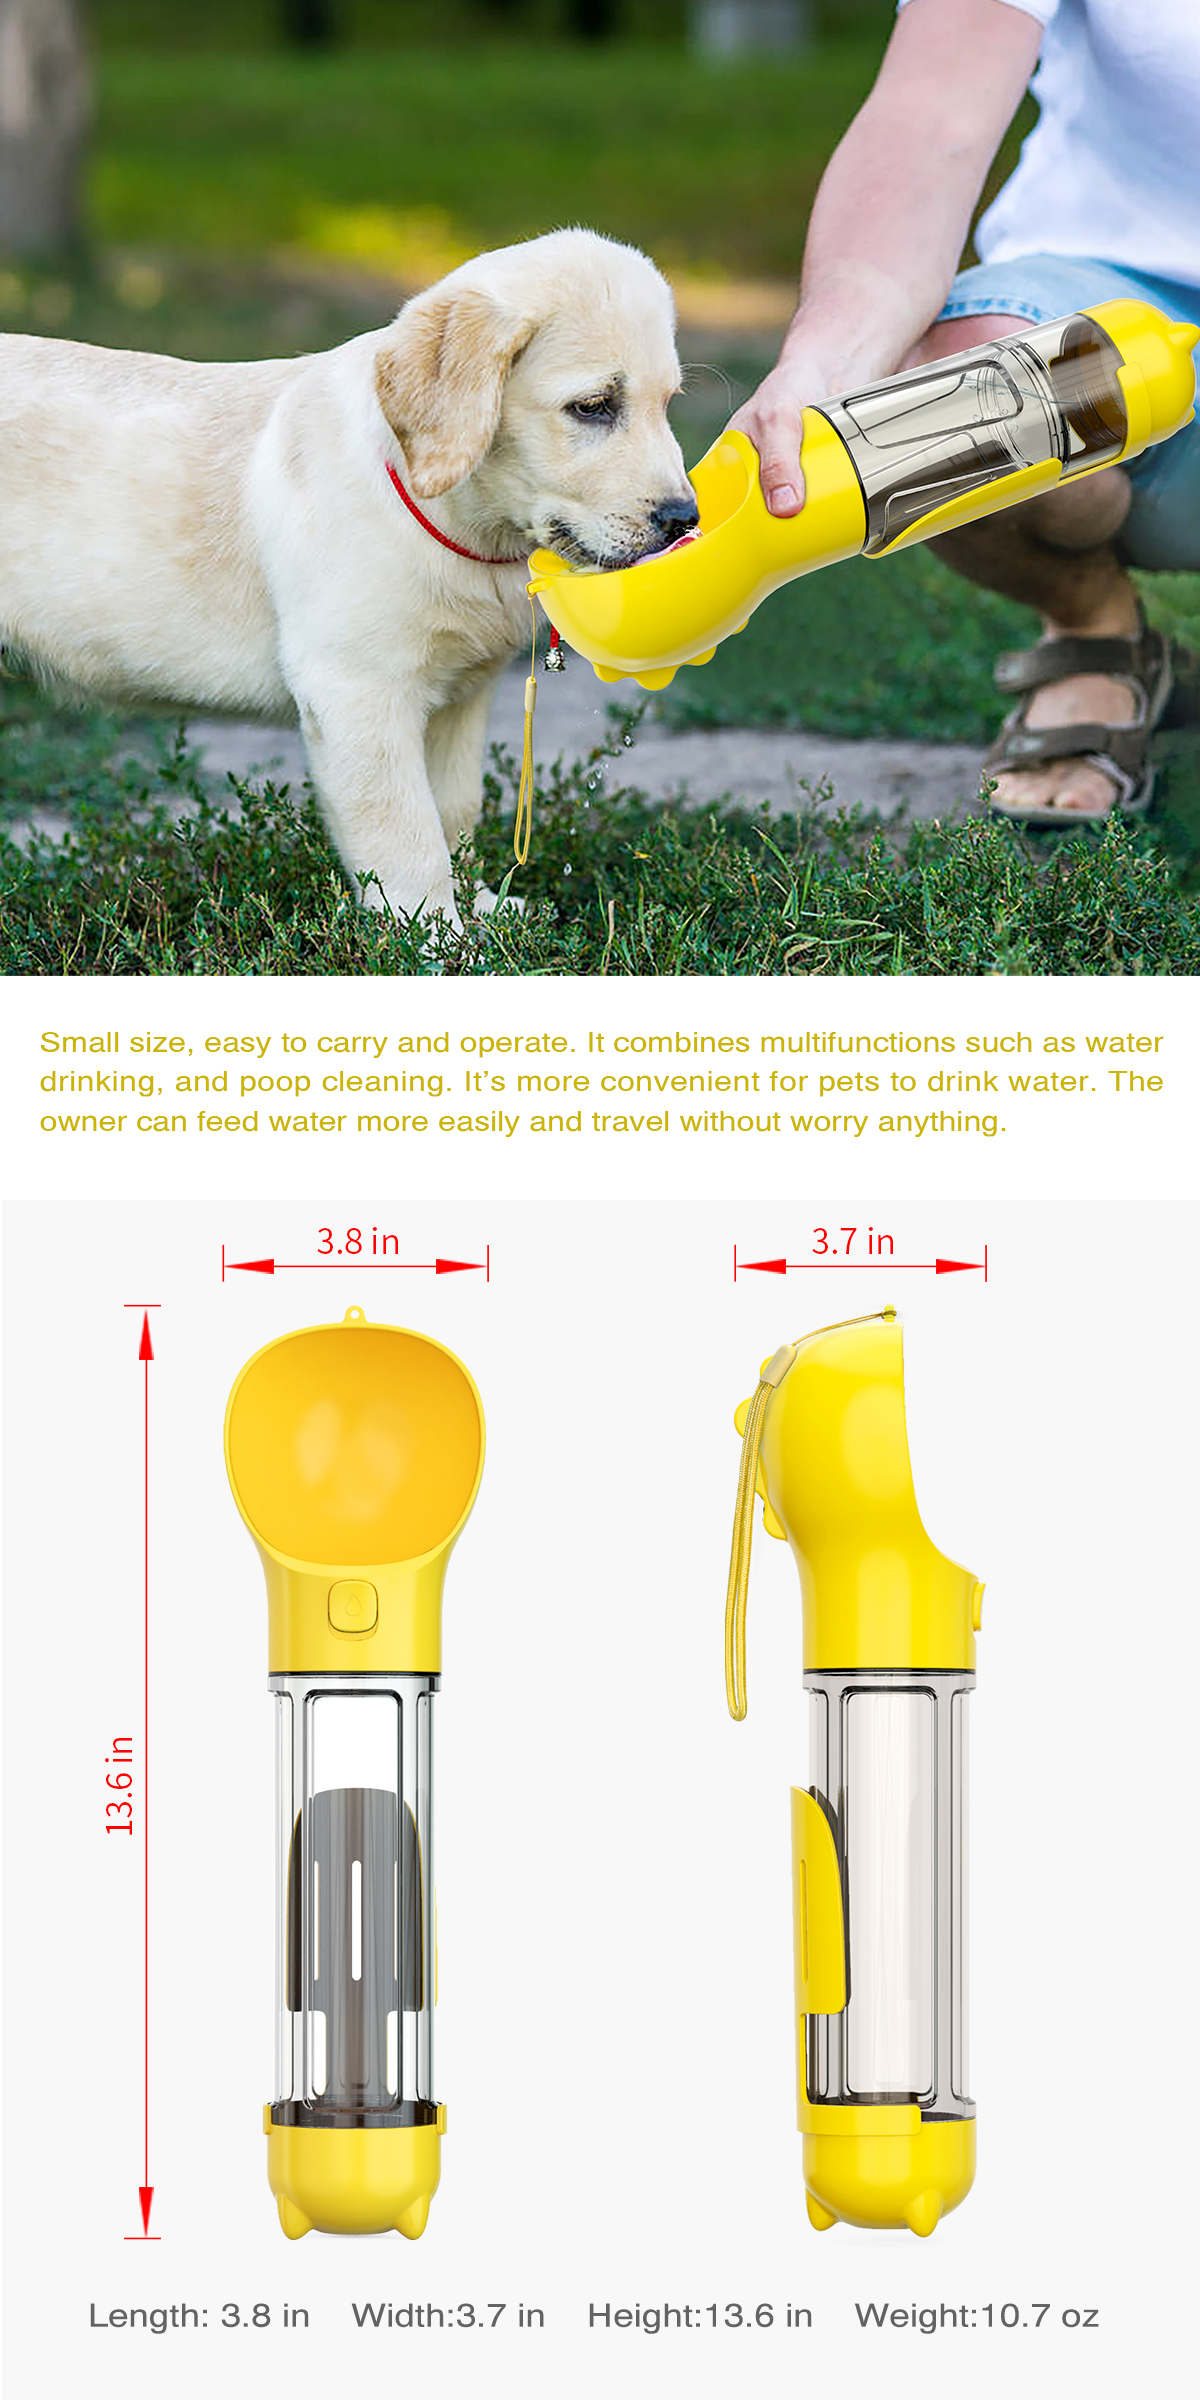 Small size, easy to carry and operate. It combines multifunctions such as water
drinking, and poop cleaning. It’s more convenient for pets to drink water. The
owner can feed water more easily and travel without worry anything.
3.8 in
3.7 in
13.6 in
Length: 3.8 in Width:3.7 in Height:13.6 in Weight:10.7 oz